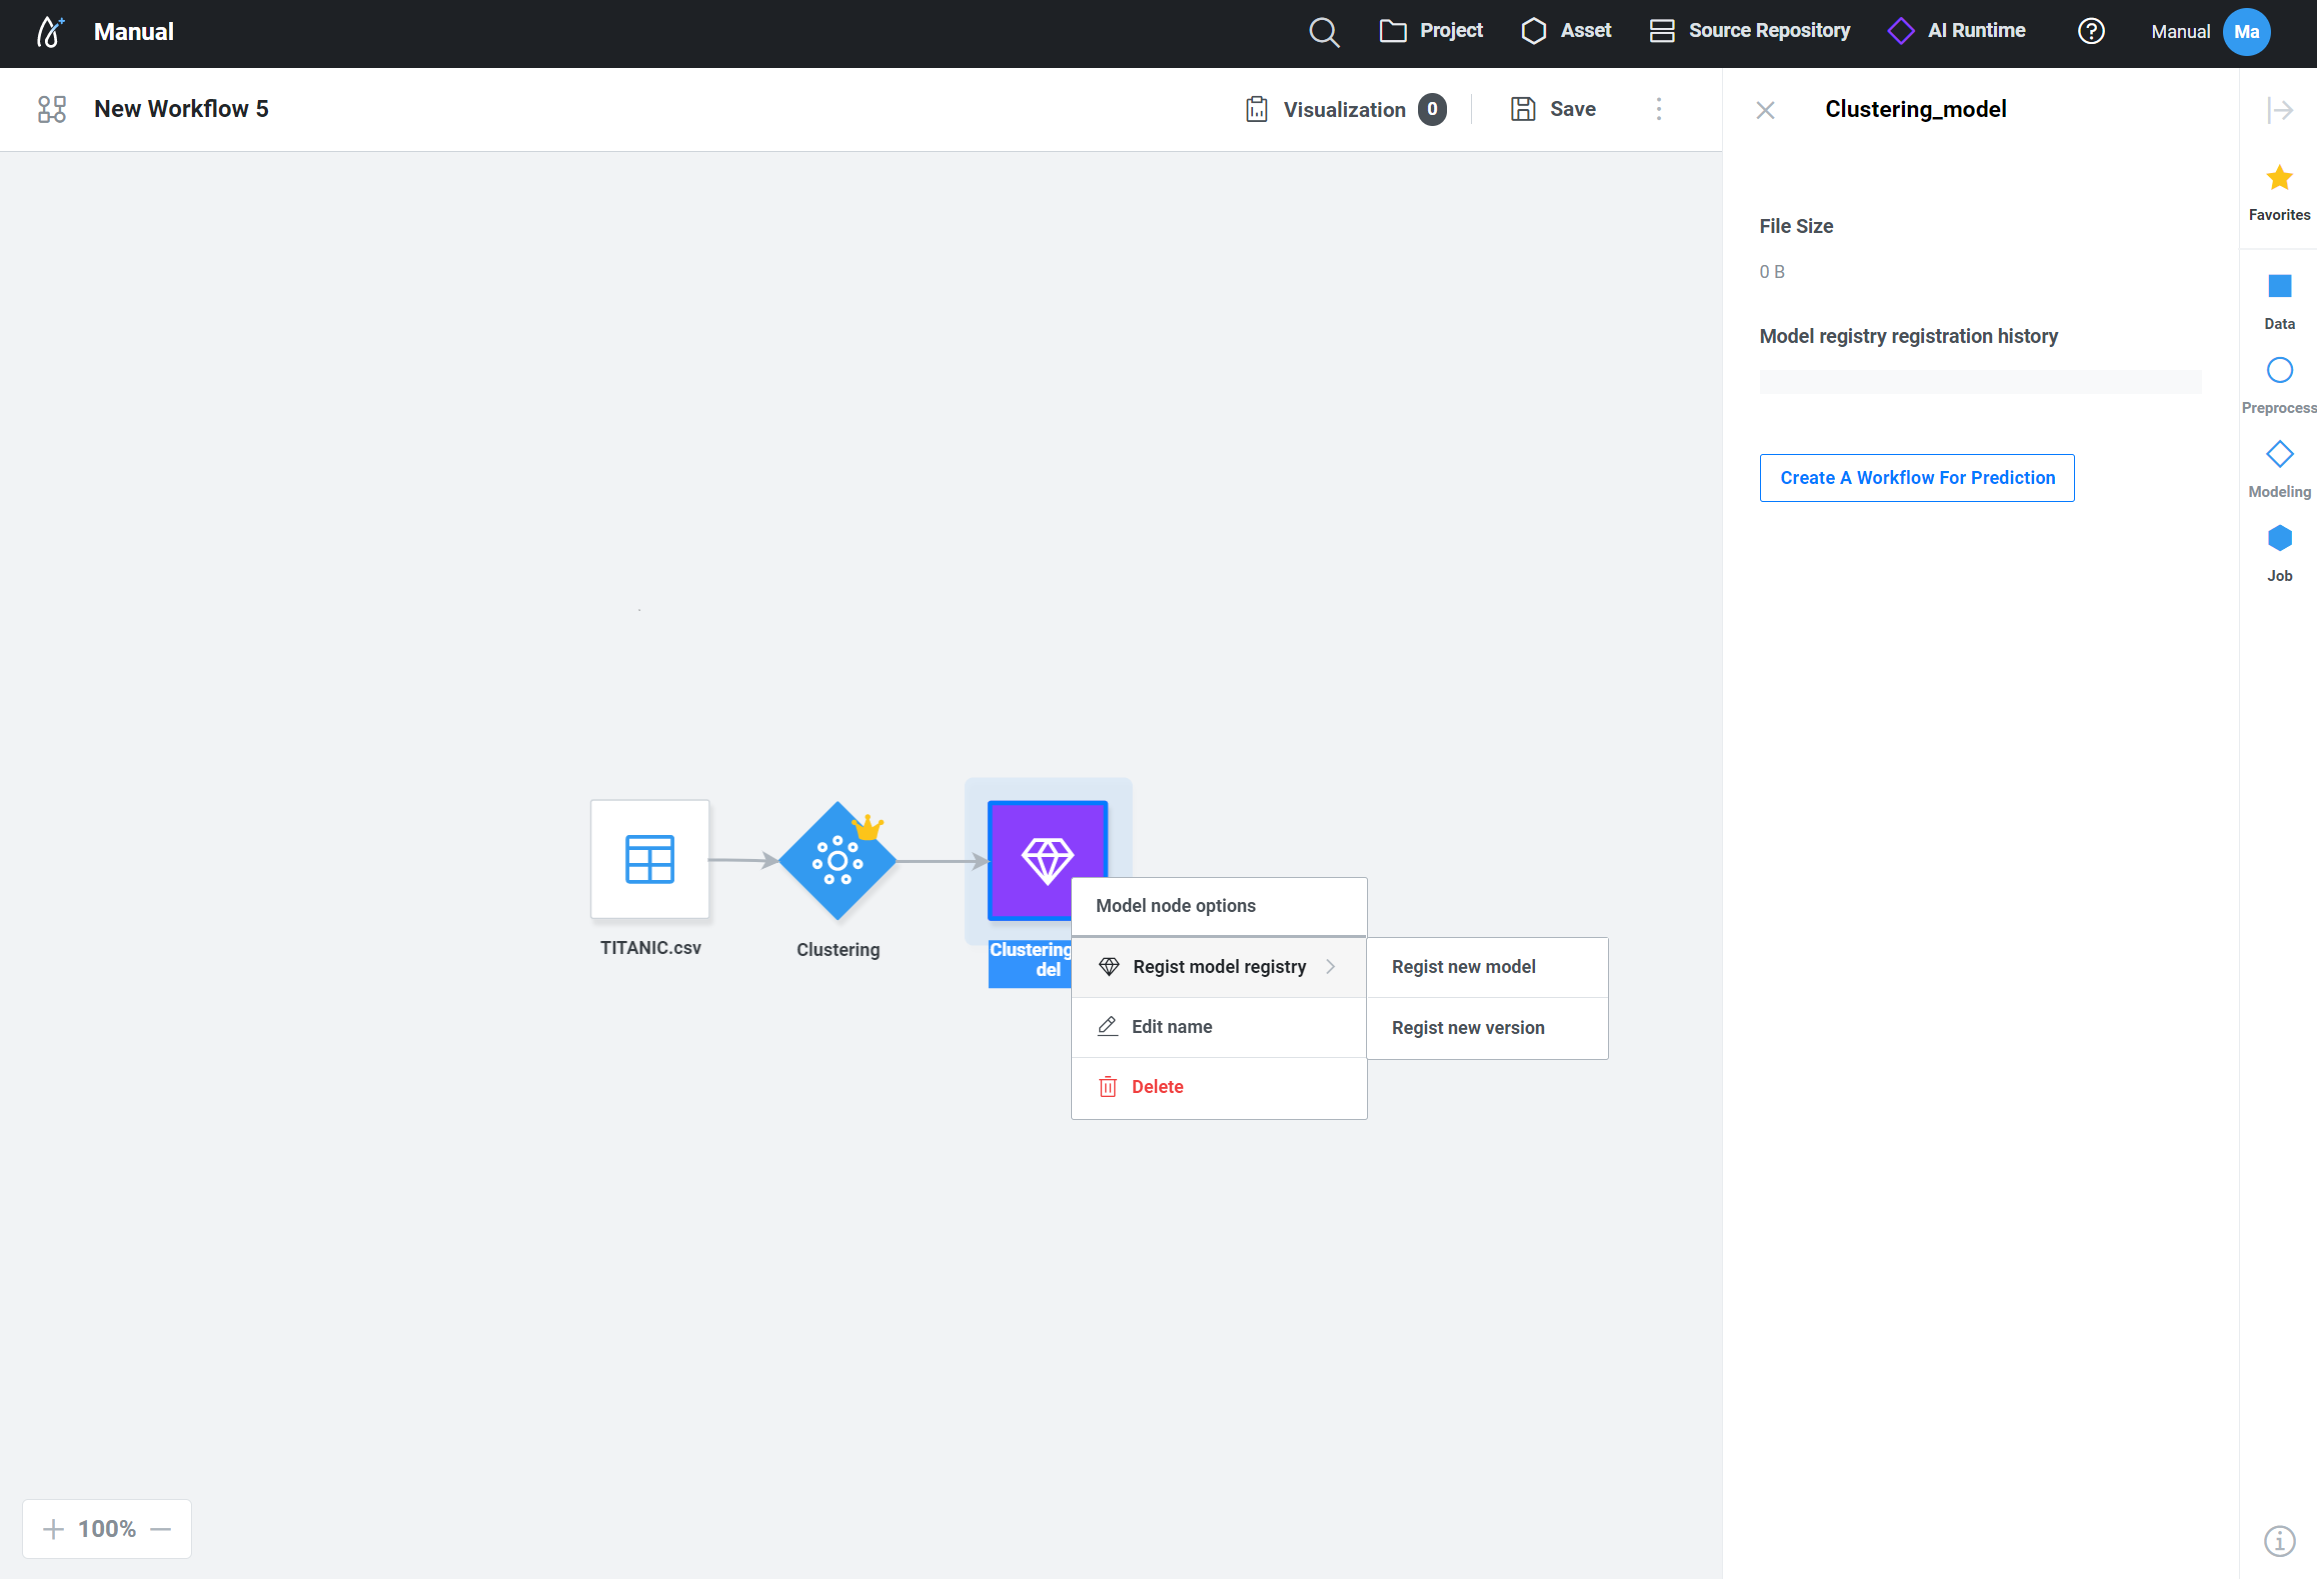 Manual
Project
Asset
Source Repository
AI Runtime
Manual
Ma
New Workflow 5
Visualization 0
Save
Clustering_model
File Size
0 B
Model registry registration history
Create A Workflow For Prediction
Favorites
Data
Preprocess
Modeling
Job
TITANIC.csv
Clustering
Clustering
del
Model node options
Regist model registry
Edit name
Delete
Regist new model
Regist new version
100%